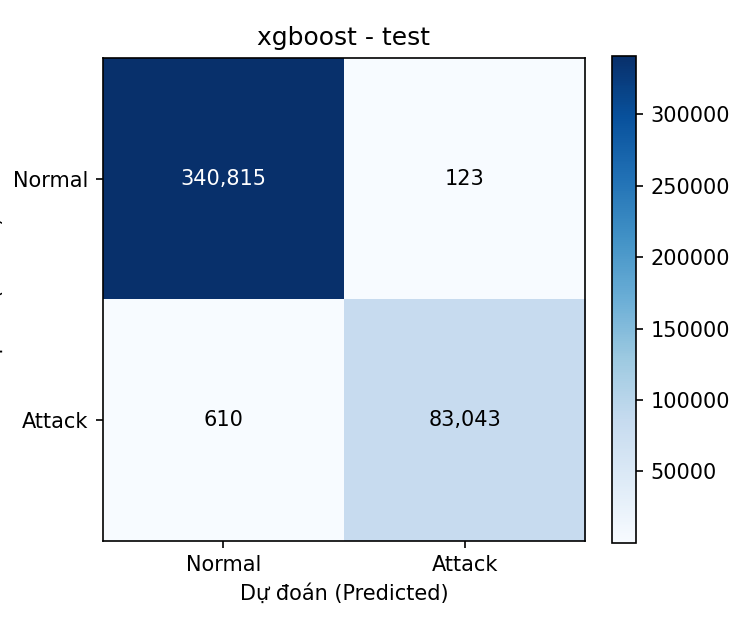 xgboost - test
300000
340,815
123
Normal
250000
200000
150000
100000
610
83,043
Attack
50000
Normal
Attack
Dự đoán (Predicted)